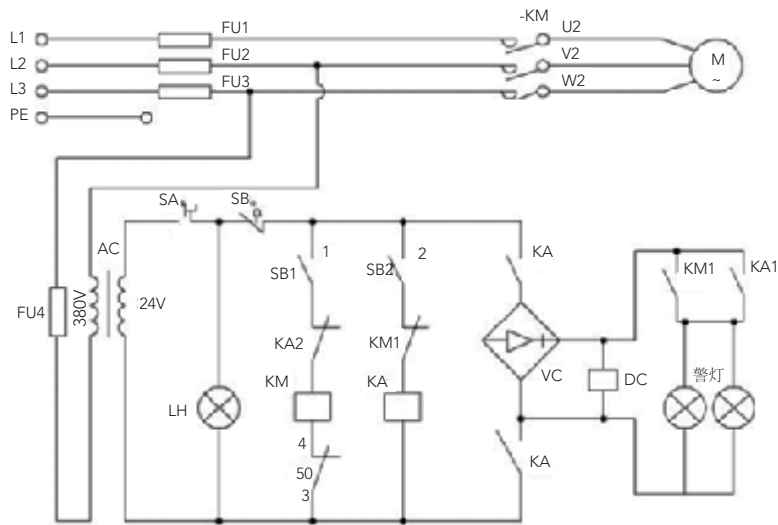 L1
FU1
-KM
U2
L2
FU2
V2
M
~
L3
FU3
W2
PE
SA
SB
AC
1
2
KA
SB1
SB2
KM1
KA1
FU4
380V
24V
KA2
KM1
VC
DC
警灯
LH
KM
KA
4
50
3
KA